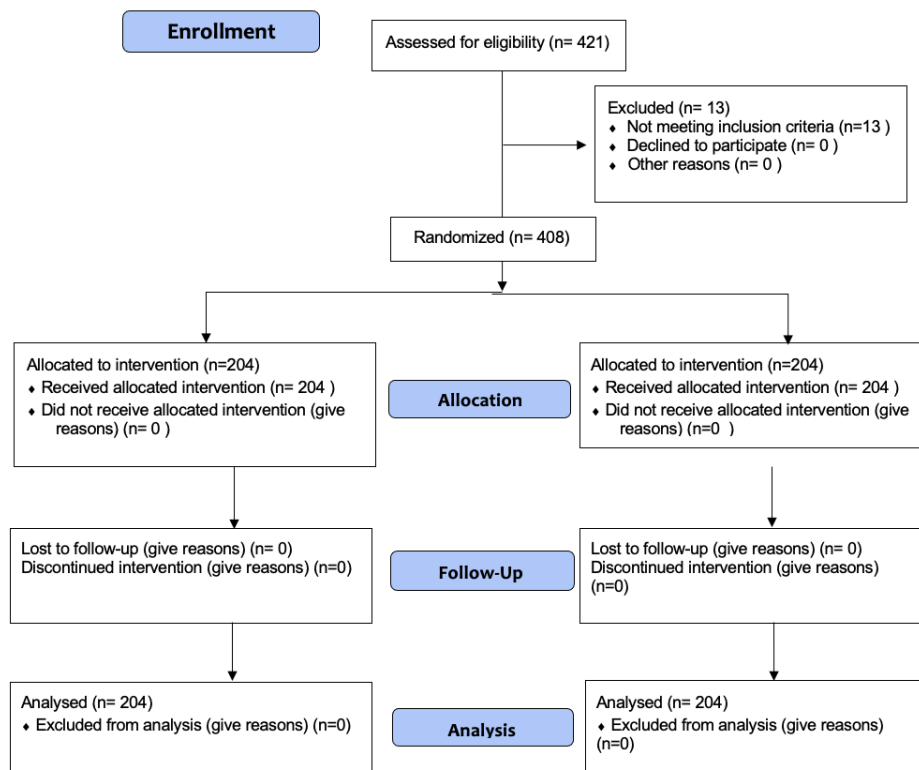 Enrollment
Assessed for eligibility (n= 421)
Excluded (n= 13)
♦ Not meeting inclusion criteria (n=13 )
♦ Declined to participate (n= 0 )
♦ Other reasons (n= 0 )
Randomized (n= 408)
Allocated to intervention (n=204)
♦ Received allocated intervention (n= 204 )
♦ Did not receive allocated intervention (give
reasons) (n= 0 )
Allocation
Allocated to intervention (n=204)
♦ Received allocated intervention (n= 204 )
♦ Did not receive allocated intervention (give
reasons) (n=0 )
Lost to follow-up (give reasons) (n= 0)
Discontinued intervention (give reasons) (n=0)
Follow-Up
Lost to follow-up (give reasons) (n= 0)
Discontinued intervention (give reasons)
(n=0)
Analysed (n= 204)
♦ Excluded from analysis (give reasons) (n=0)
Analysis
Analysed (n= 204)
♦ Excluded from analysis (give reasons)
(n=0)